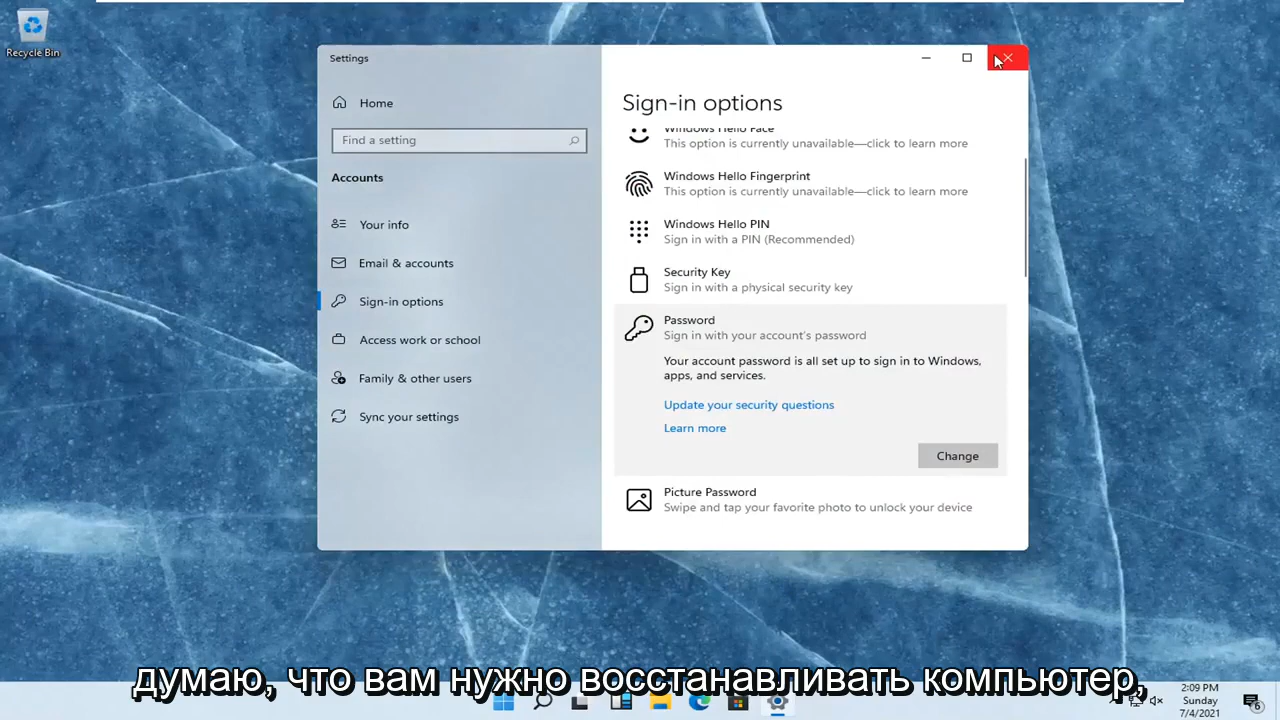 Recycle Bin
Settings
Home
Find a setting
Accounts
Your info
Email & accounts
Sign-in options
Access work or school
Family & other users
Sync your settings
Sign-in options
Windows Hello Face
This option is currently unavailable—click to learn more
Windows Hello Fingerprint
This option is currently unavailable—click to learn more
Windows Hello PIN
Sign in with a PIN (Recommended)
Security Key
Sign in with a physical security key
Password
Sign in with your account's password
Your account password is all set up to sign in to Windows,
apps, and services.
Update your security questions
Learn more
Change
Picture Password
Swipe and tap your favorite photo to unlock your device
думаю, что вам нужно восстанавливать компьютер,
2:09 PM
Sunday
7/4/2021
6